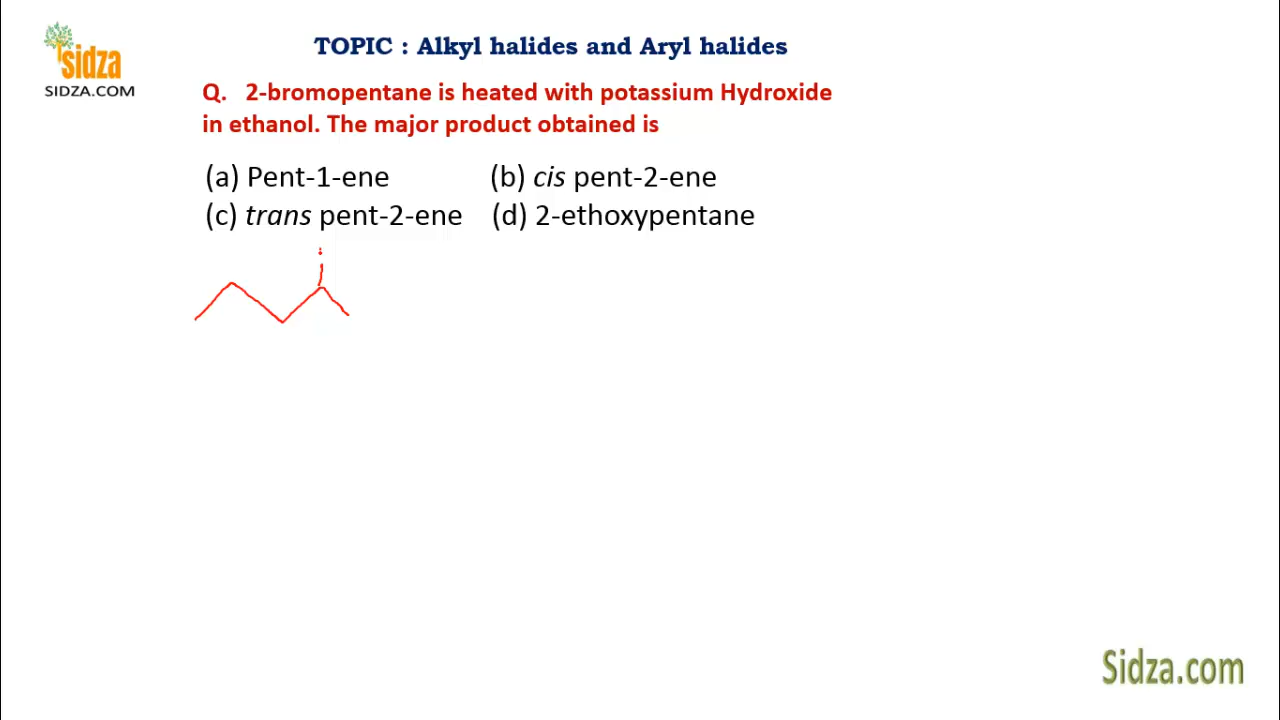 sidza
SIDZA.COM
TOPIC : Alkyl halides and Aryl halides
Q. 2-bromopentane is heated with potassium Hydroxide
in ethanol. The major product obtained is
(a) Pent-1-ene (b) cis pent-2-ene
(c) trans pent-2-ene (d) 2-ethoxypentane
Sidza.com